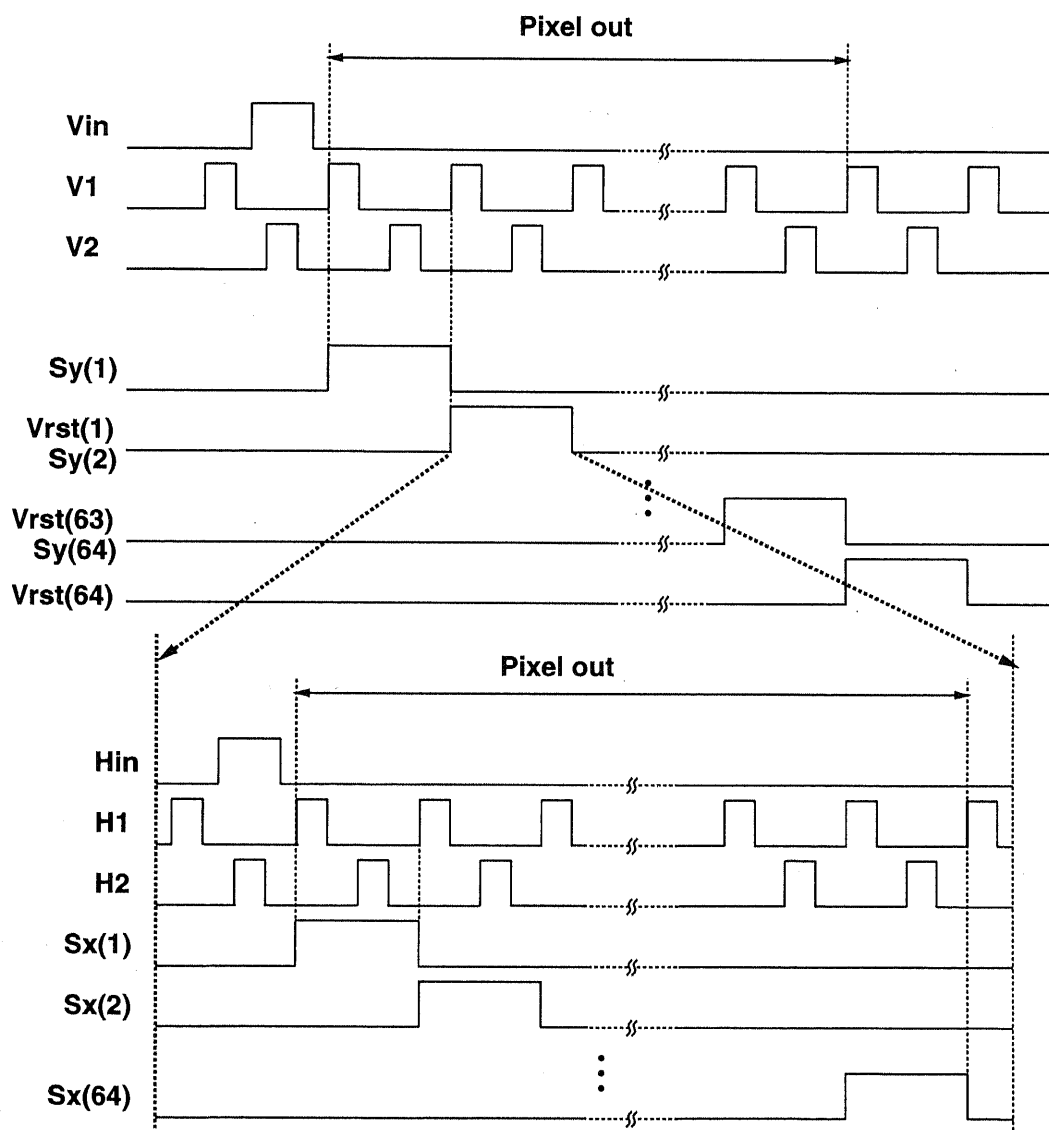 Pixel out
Vin
V1
V2
Sy(1)
Vrst(1)
Sy(2)
Vrst(63)
Sy(64)
Vrst(64)
Pixel out
Hin
H1
H2
Sx(1)
Sx(2)
Sx(64)